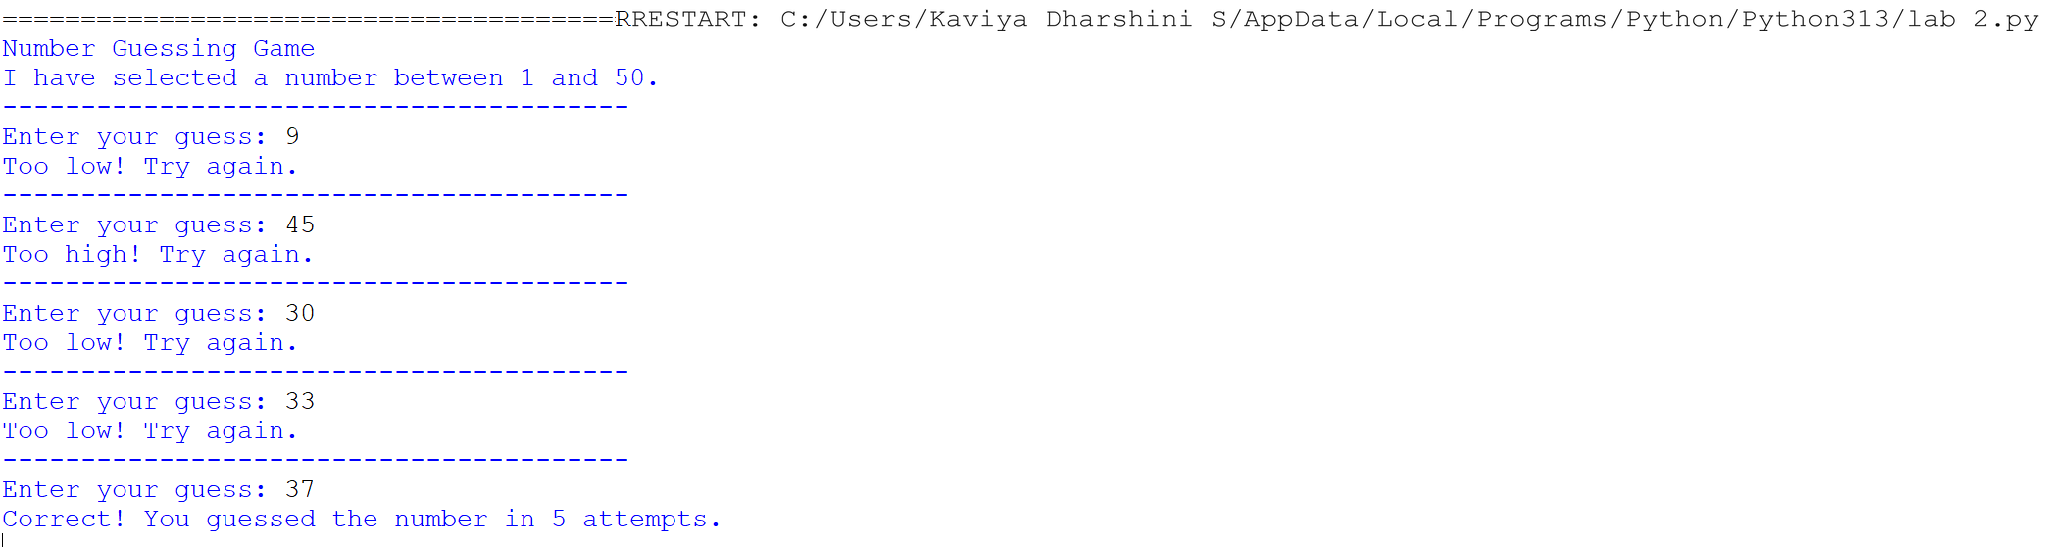 =======================================RRESTART: C:/Users/Kaviya Dharshini S/AppData/Local/Programs/Python/Python313/lab 2.py
Number Guessing Game
I have selected a number between 1 and 50.
----------------------------------------
Enter your guess: 9
Too low! Try again.
----------------------------------------
Enter your guess: 45
Too high! Try again.
----------------------------------------
Enter your guess: 30
Too low! Try again.
----------------------------------------
Enter your guess: 33
Too low! Try again.
----------------------------------------
Enter your guess: 37
Correct! You guessed the number in 5 attempts.